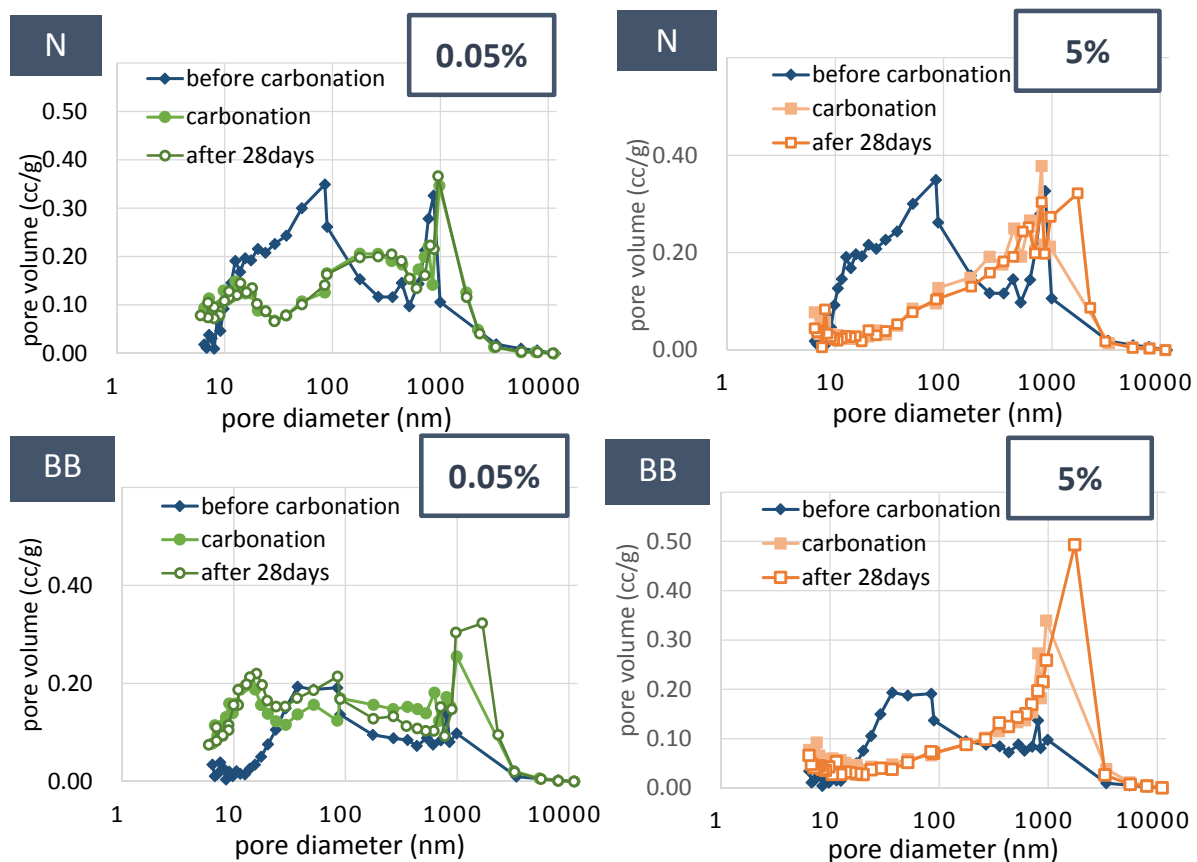 N
0.05%
before carbonation
carbonation
after 28days
pore volume (cc/g)
0.50
0.40
0.30
0.20
0.10
0.00
1 10 100 1000 10000
pore diameter (nm)
N
5%
before carbonation
carbonation
afer 28days
pore volume (cc/g)
0.40
0.20
0.00
1 10 100 1000 10000
pore diameter (nm)
BB
0.05%
before carbonation
carbonation
after 28days
pore volume (cc/g)
0.40
0.20
0.00
1 10 100 1000 10000
pore diameter (nm)
BB
5%
before carbonation
carbonation
after 28days
pore volume (cc/g)
0.50
0.40
0.30
0.20
0.10
0.00
1 10 100 1000 10000
pore diameter (nm)